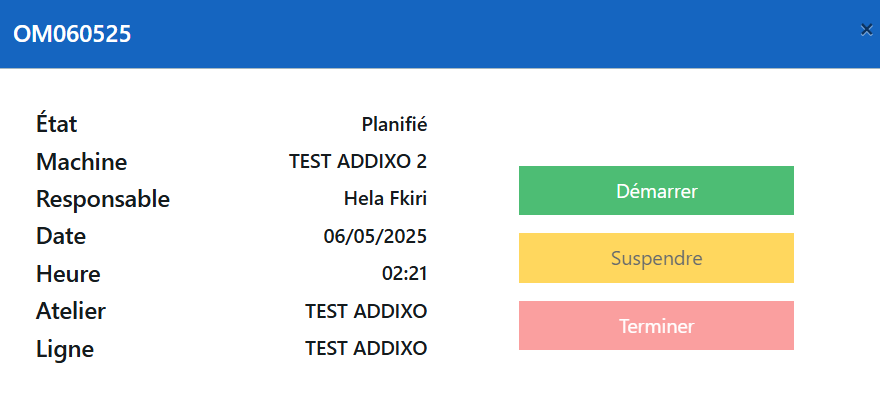 OM060525 ×
État Planifié
Machine TEST ADDIXO 2
Responsable Hela Fkiri
Date 06/05/2025
Heure 02:21
Atelier TEST ADDIXO
Ligne TEST ADDIXO
Démarrer
Suspendre
Terminer